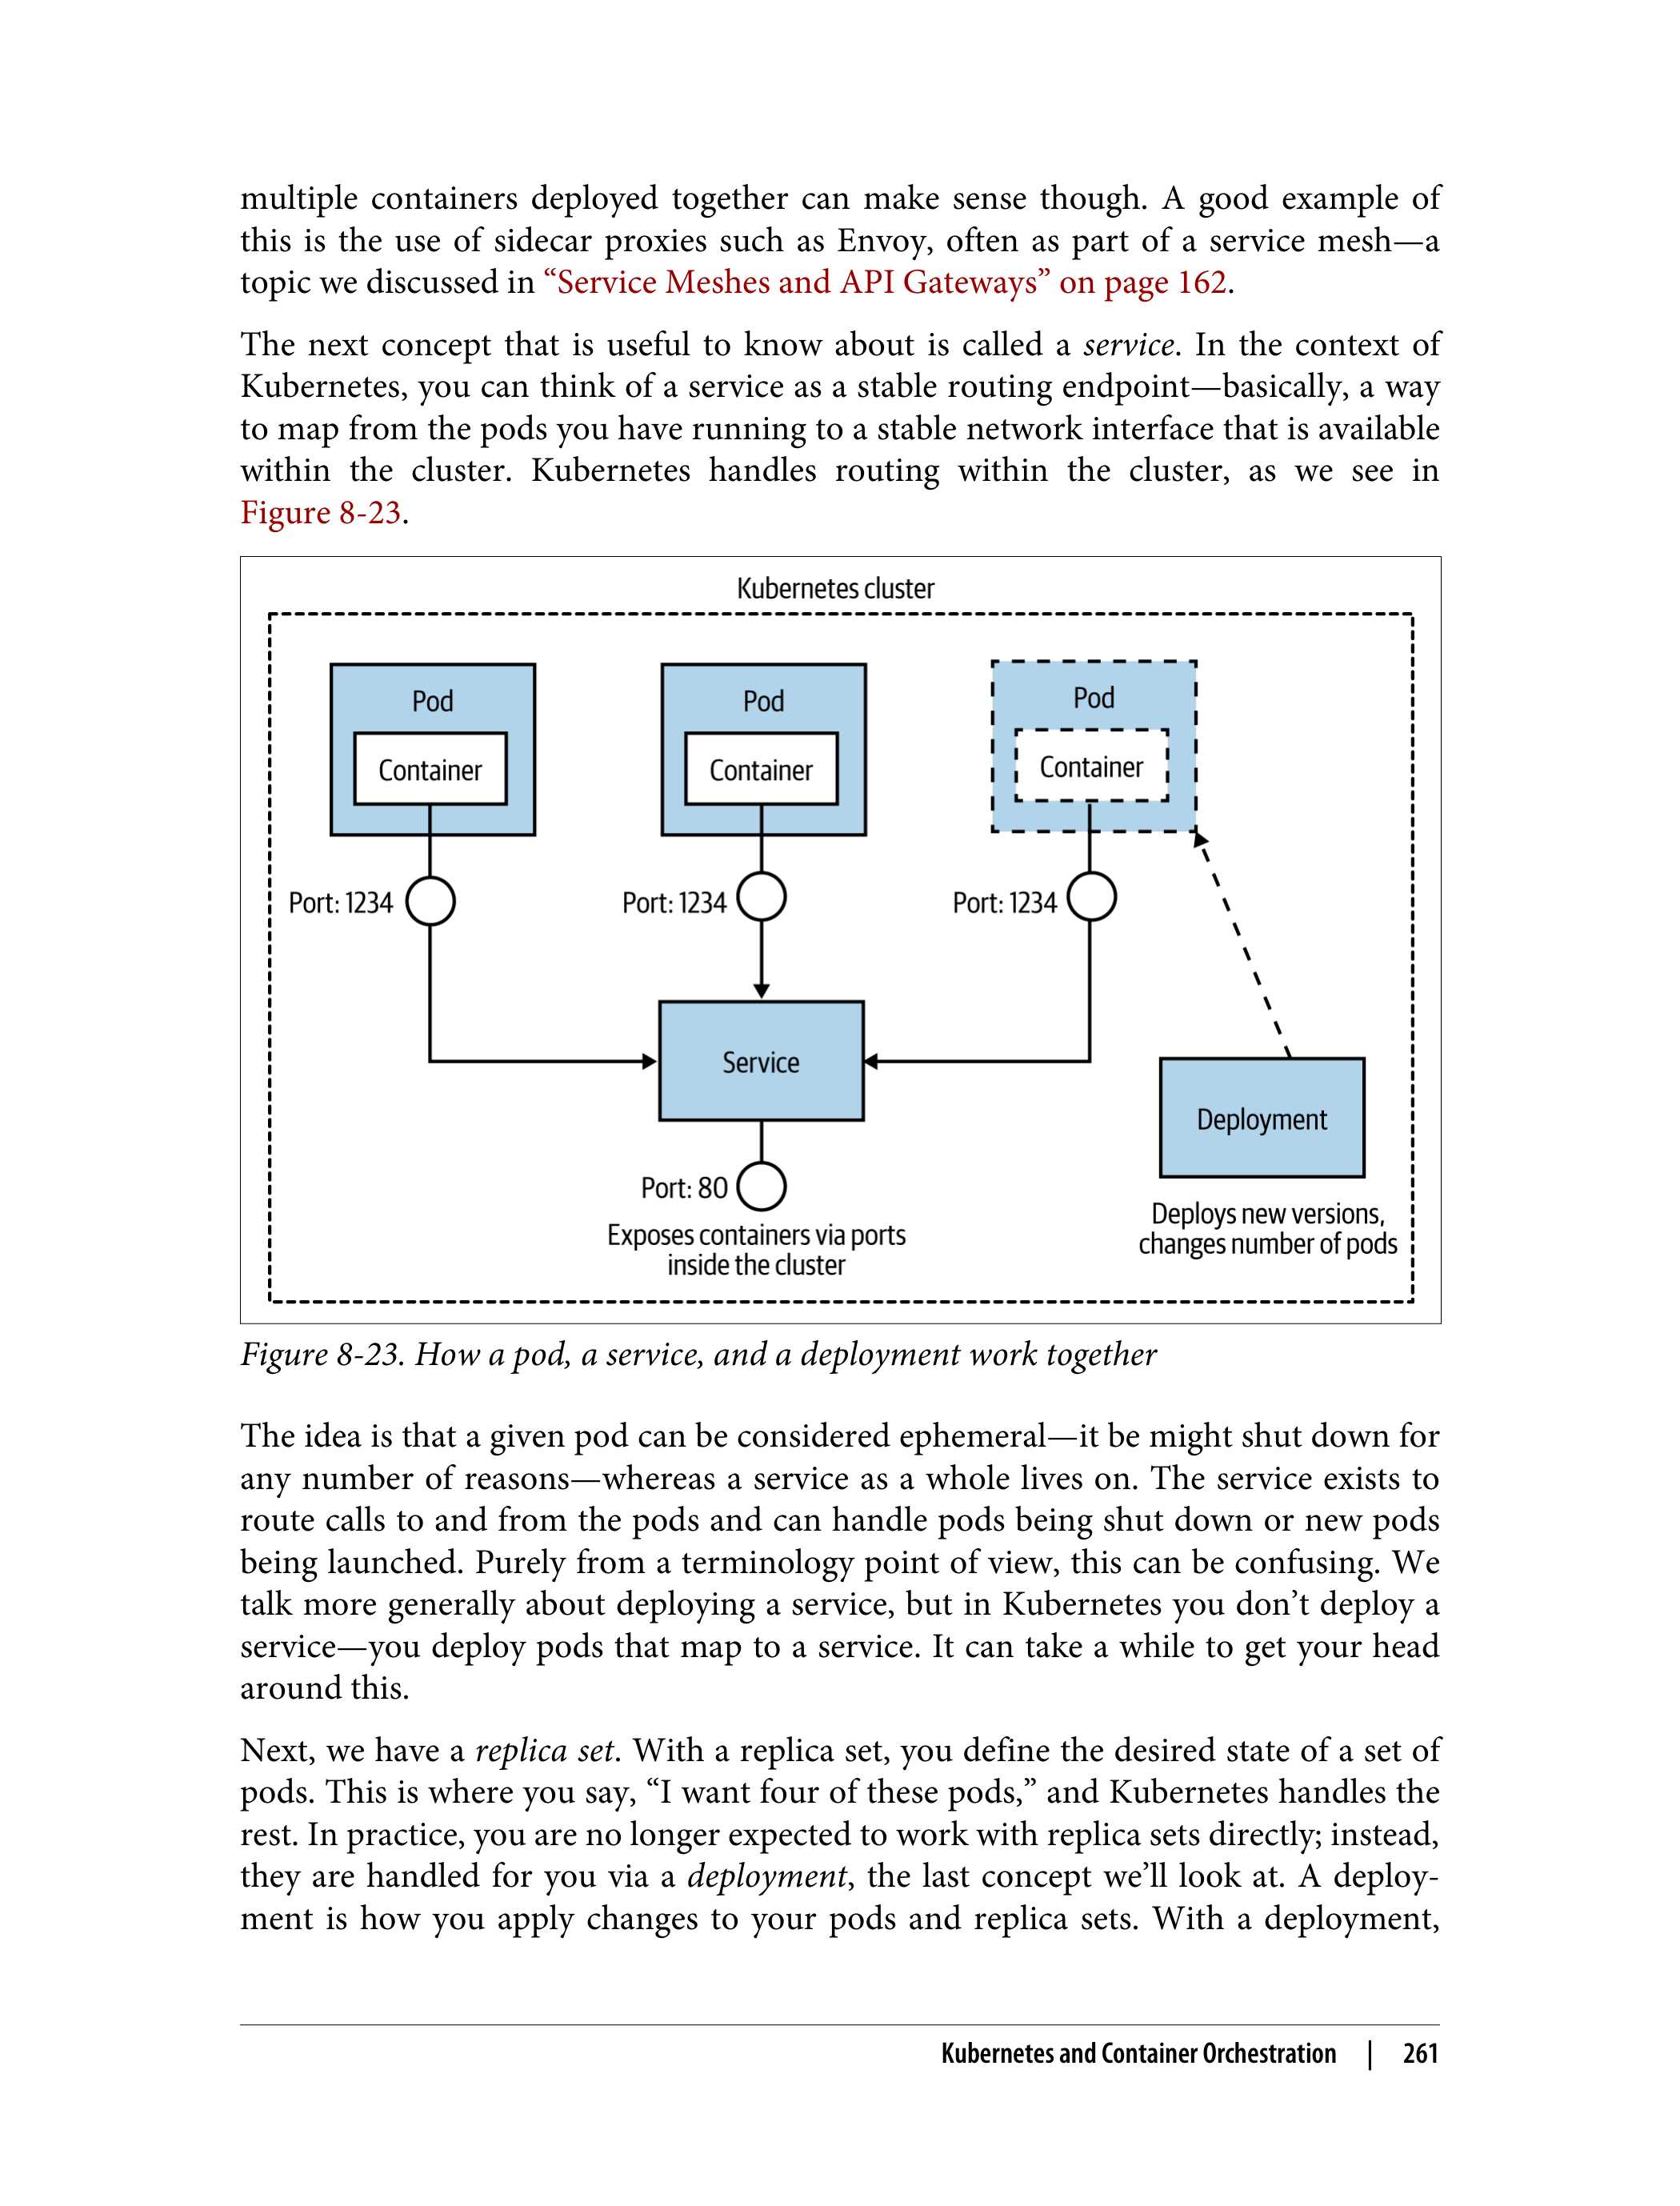 multiple containers deployed together can make sense though. A good example of
this is the use of sidecar proxies such as Envoy, often as part of a service mesh—a
topic we discussed in “Service Meshes and API Gateways” on page 162.
The next concept that is useful to know about is called a service. In the context of
Kubernetes, you can think of a service as a stable routing endpoint—basically, a way
to map from the pods you have running to a stable network interface that is available
within the cluster. Kubernetes handles routing within the cluster, as we see in
Figure 8-23.
Kubernetes cluster
Pod
Container
Port: 1234
Pod
Container
Port: 1234
Pod
Container
Port: 1234
Service
Port: 80
Exposes containers via ports
inside the cluster
Deployment
Deploys new versions,
changes number of pods
Figure 8-23. How a pod, a service, and a deployment work together
The idea is that a given pod can be considered ephemeral—it be might shut down for
any number of reasons—whereas a service as a whole lives on. The service exists to
route calls to and from the pods and can handle pods being shut down or new pods
being launched. Purely from a terminology point of view, this can be confusing. We
talk more generally about deploying a service, but in Kubernetes you don’t deploy a
service—you deploy pods that map to a service. It can take a while to get your head
around this.
Next, we have a replica set. With a replica set, you define the desired state of a set of
pods. This is where you say, “I want four of these pods,” and Kubernetes handles the
rest. In practice, you are no longer expected to work with replica sets directly; instead,
they are handled for you via a deployment, the last concept we’ll look at. A deploy-
ment is how you apply changes to your pods and replica sets. With a deployment,
Kubernetes and Container Orchestration | 261